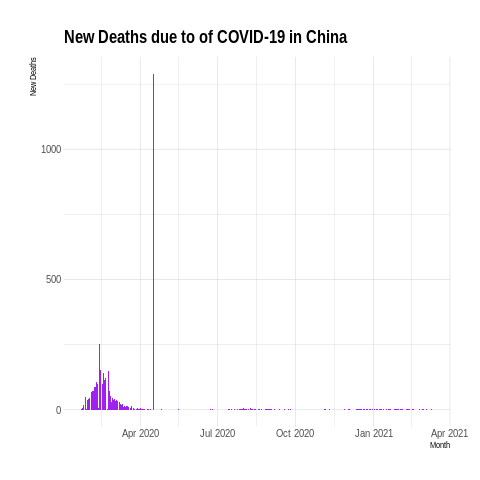 New Deaths due to of COVID-19 in China
New Deaths
1000
500
0
Apr 2020
Jul 2020
Oct 2020
Jan 2021
Apr 2021
Month